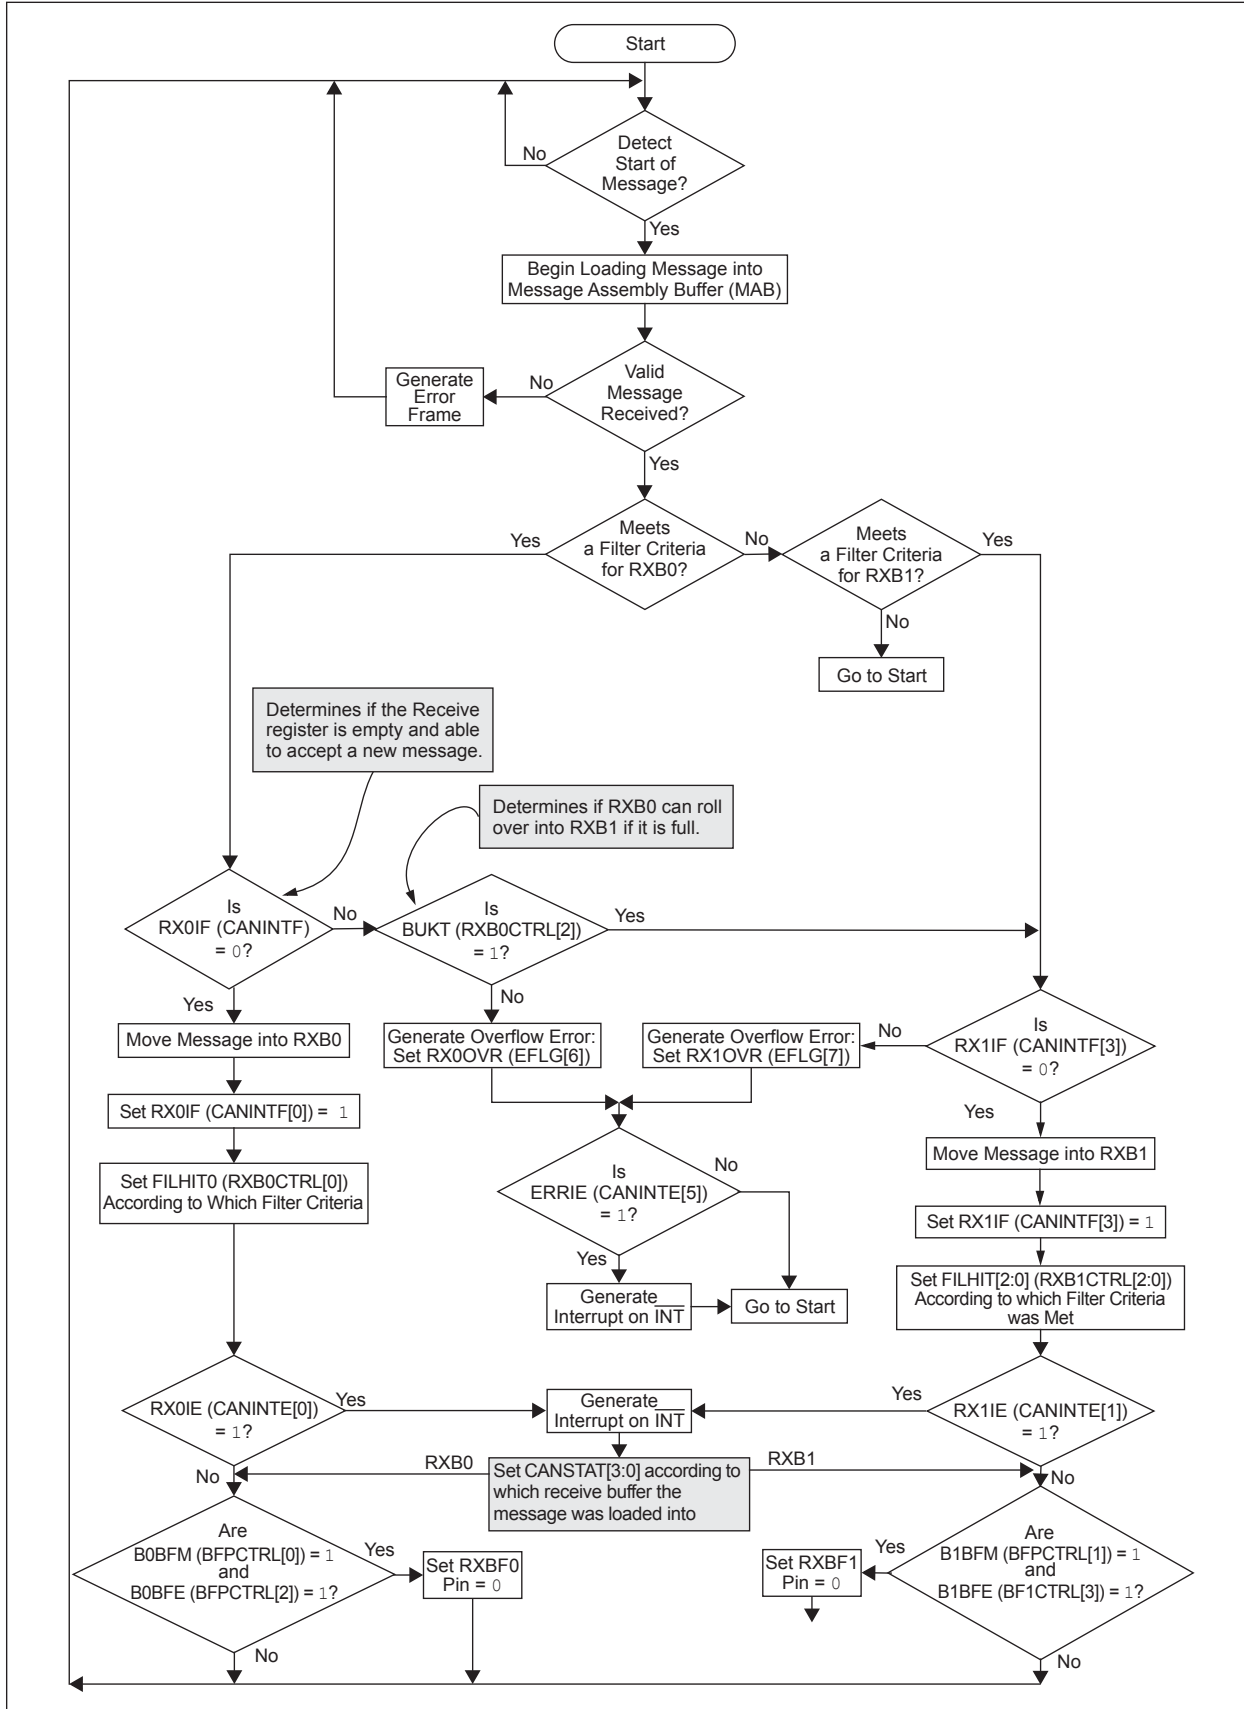 Start
Detect
Start of
Message?
No
Yes
Begin Loading Message into
Message Assembly Buffer (MAB)
Valid
Message
Received?
No
Generate
Error
Frame
Yes
Meets
a Filter Criteria
for RXB0?
Yes
No
Meets
a Filter Criteria
for RXB1?
Yes
No
Go to Start
Determines if the Receive
register is empty and able
to accept a new message.
Determines if RXB0 can roll
over into RXB1 if it is full.
Is
RX0IF (CANINTF)
= 0?
No
Is
BUKT (RXB0CTRL[2])
= 1?
Yes
Yes
No
Move Message into RXB0
Generate Overflow Error:
Set RX0OVR (EFLG[6])
Generate Overflow Error:
Set RX1OVR (EFLG[7])
No
Is
RX1IF (CANINTF[3])
= 0?
Set RX0IF (CANINTF[0]) = 1
Yes
Move Message into RXB1
Set FILHIT0 (RXB0CTRL[0])
According to Which Filter Criteria
Is
ERRIE (CANINTE[5])
= 1?
No
Yes
Set RX1IF (CANINTF[3]) = 1
Generate
Interrupt on INT
Go to Start
Set FILHIT[2:0] (RXB1CTRL[2:0])
According to which Filter Criteria
was Met
RX0IE (CANINTE[0])
= 1?
Yes
Generate
Interrupt on INT
Yes
RX1IE (CANINTE[1])
= 1?
No
RXB0
Set CANSTAT[3:0] according to
which receive buffer the
message was loaded into
RXB1
No
Are
B0BFM (BFPCTRL[0]) = 1
and
B0BFE (BFPCTRL[2]) = 1?
Yes
Set RXBF0
Pin = 0
No
Set RXBF1
Pin = 0
Yes
Are
B1BFM (BFPCTRL[1]) = 1
and
B1BFE (BF1CTRL[3]) = 1?
No